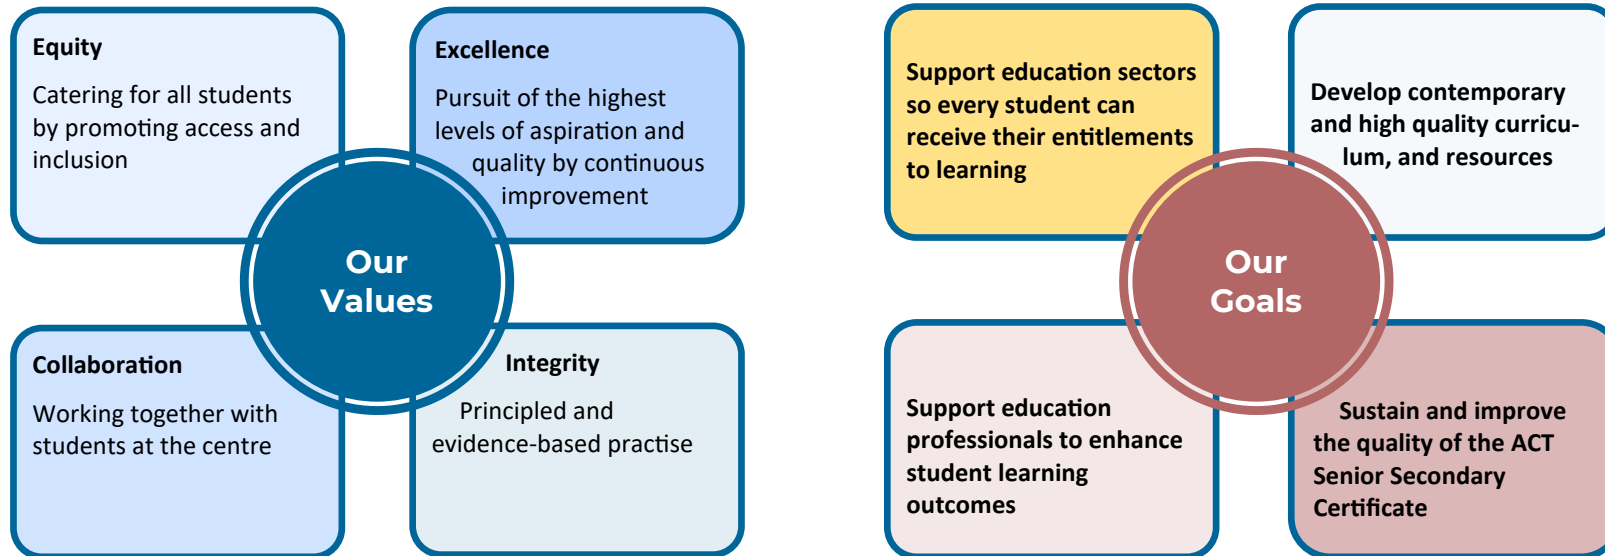 Equity
Catering for all students
by promoting access and
inclusion
Excellence
Pursuit of the highest
levels of aspiration and
quality by continuous
improvement
Our
Values
Collaboration
Working together with
students at the centre
Integrity
Principled and
evidence-based practise
Support education sectors
so every student can
receive their entitlements
to learning
Develop contemporary
and high quality curricu-
lum, and resources
Our
Goals
Support education
professionals to enhance
student learning
outcomes
Sustain and improve
the quality of the ACT
Senior Secondary
Certificate